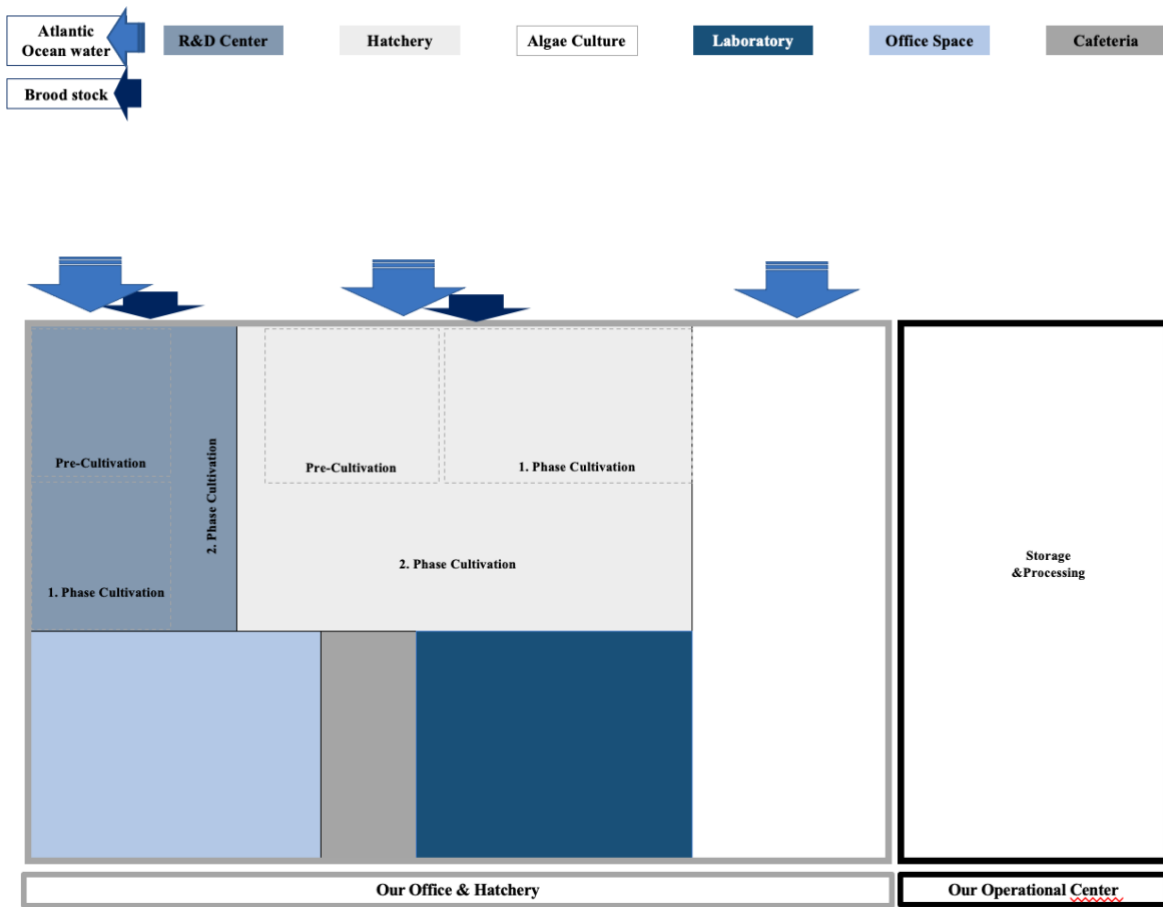 Atlantic
Ocean water
R&D Center
Hatchery
Algae Culture
Laboratory
Office Space
Cafeteria
Brood stock
Pre-Cultivation
1. Phase Cultivation
2. Phase Cultivation
Pre-Cultivation
1. Phase Cultivation
2. Phase Cultivation
Storage
&Processing
Our Office & Hatchery
Our Operational Center